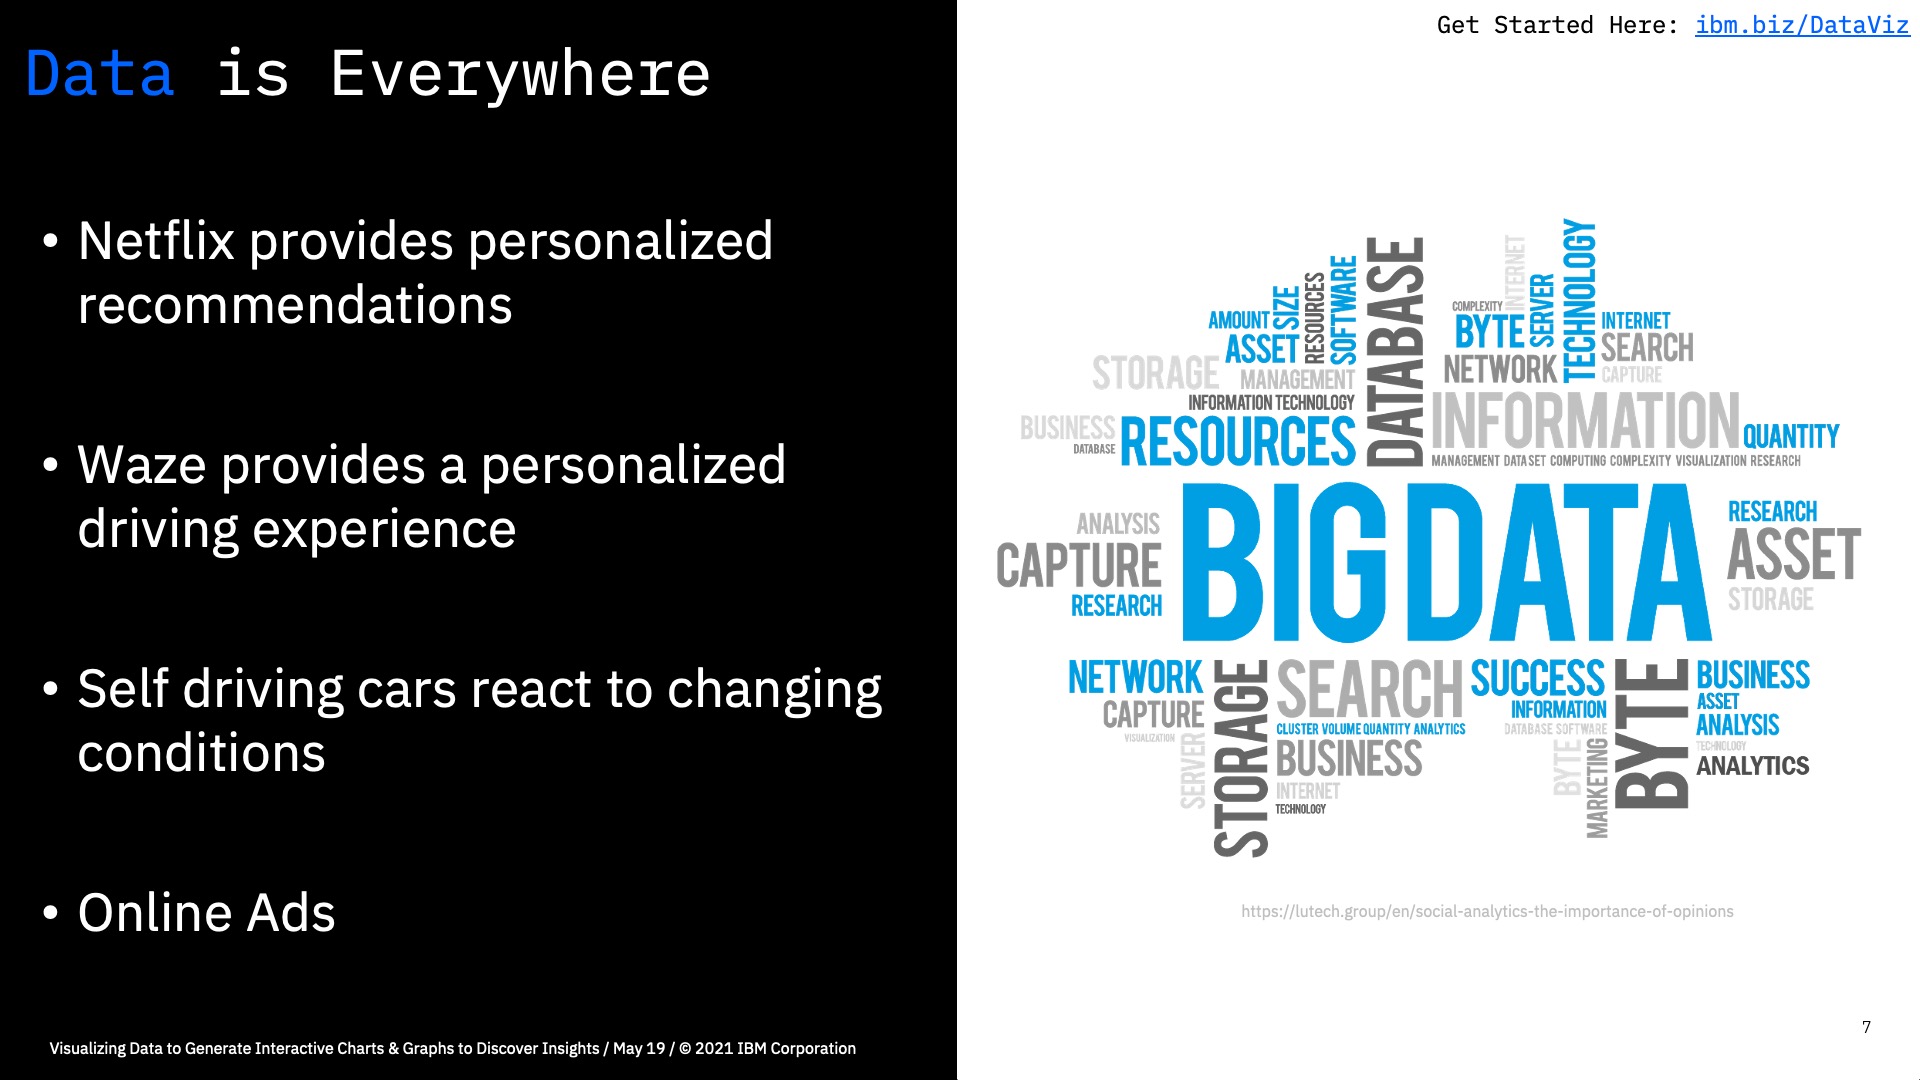 Get Started Here: ibm.biz/DataViz
Data is Everywhere
• Netflix provides personalized
recommendations
• Waze provides a personalized
driving experience
• Self driving cars react to changing
conditions
• Online Ads
AMOUNT
SIZE
ASSET
RESOURCES
SOFTWARE
DATABASE
STORAGE
MANAGEMENT
INFORMATION TECHNOLOGY
BUSINESS
DATABASE
RESOURCES
COMPLEXITY
INTERNET
BYTE
SERVER
TECHNOLOGY
NETWORK
INTERNET
SEARCH
CAPTURE
INFORMATION
QUANTITY
MANAGEMENT DATASET COMPUTING COMPLEXITY VISUALIZATION RESEARCH
ANALYSIS
CAPTURE
RESEARCH
BIG DATA
RESEARCH
ASSET
STORAGE
NETWORK
CAPTURE
VISUALIZATION
SERVER
STORAGE
SEARCH
CLUSTER VOLUME QUANTITY ANALYTICS
BUSINESS
INTERNET
TECHNOLOGY
SUCCESS
INFORMATION
DATABASE SOFTWARE
BYTE
MARKETING
BYTE
BUSINESS
ASSET
ANALYSIS
TECHNOLOGY
ANALYTICS
https://lutech.group/en/social-analytics-the-importance-of-opinions
7
Visualizing Data to Generate Interactive Charts & Graphs to Discover Insights / May 19 / © 2021 IBM Corporation